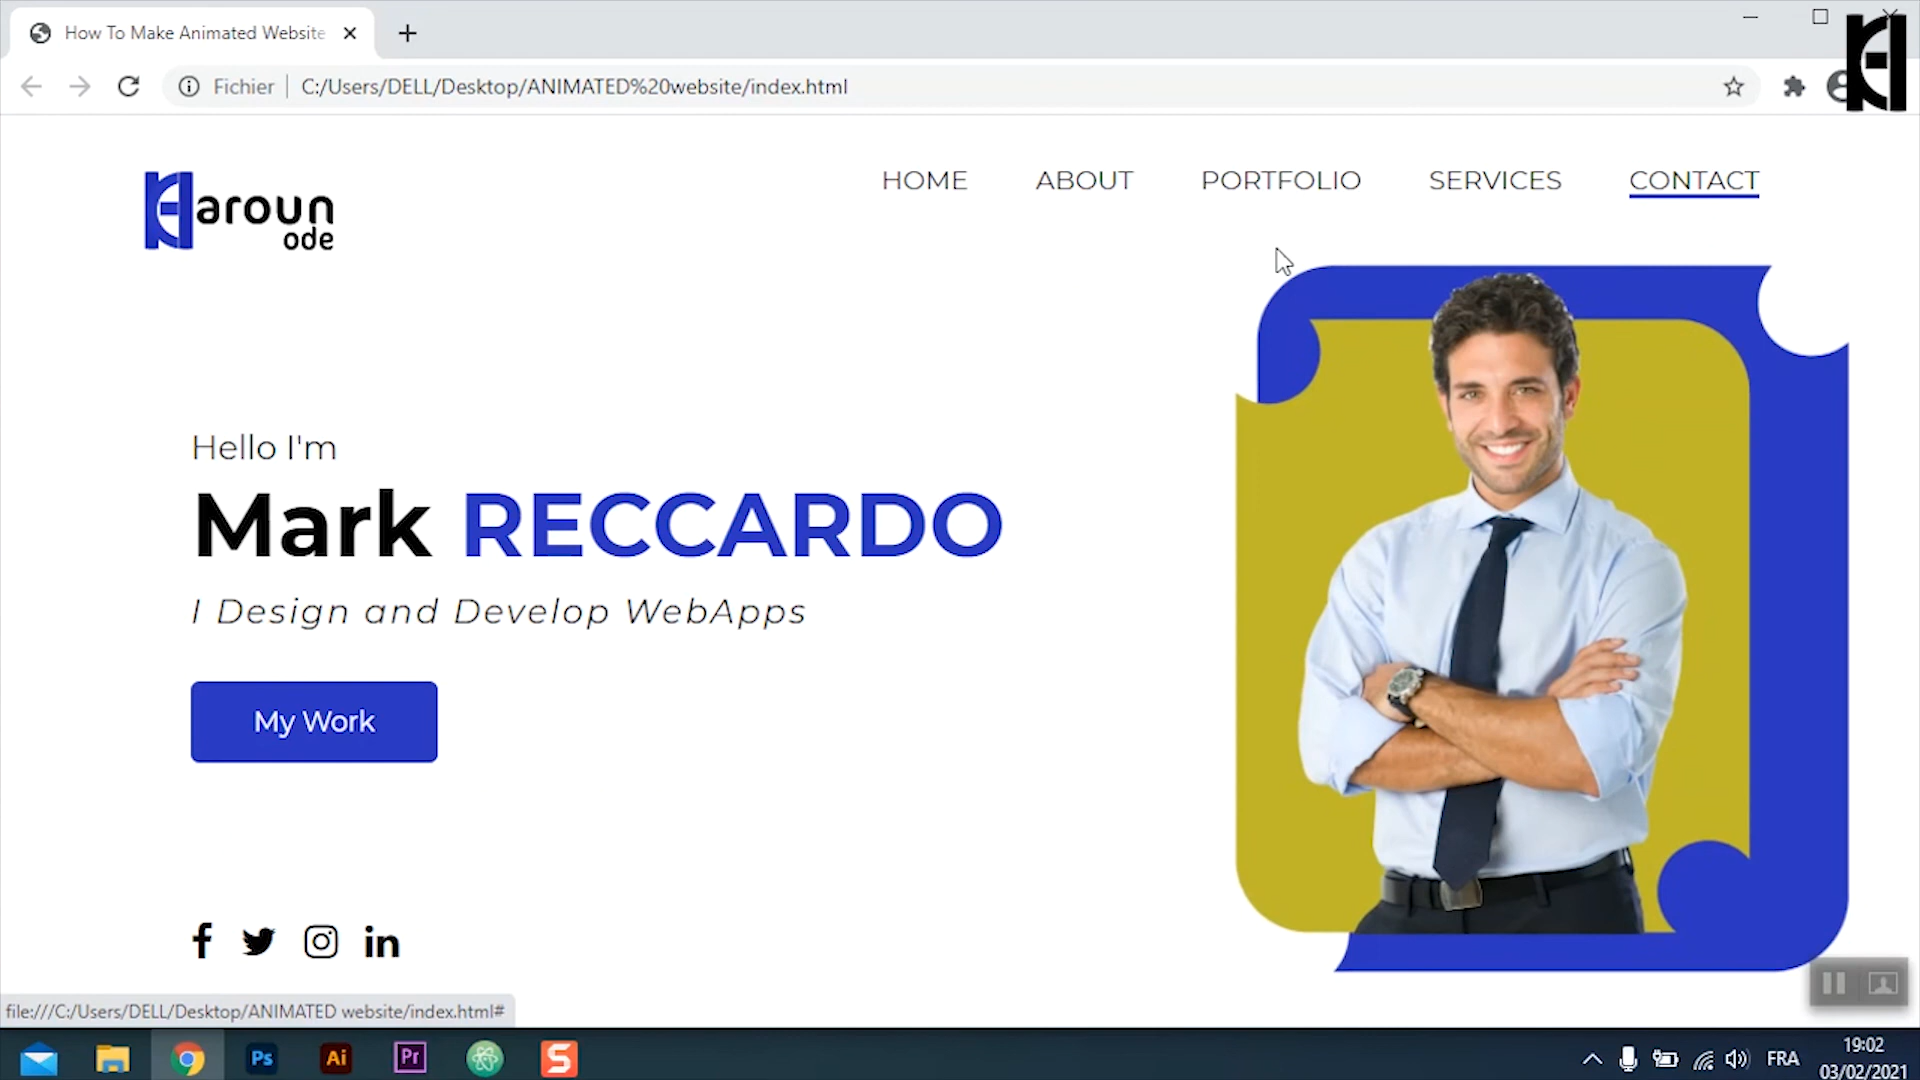 How To Make Animated Website
Fichier
C:/Users/DELL/Desktop/ANIMATED%20website/index.html
HOME
ABOUT
PORTFOLIO
SERVICES
CONTACT
aroun
ode
Hello I'm
Mark RECCARDO
I Design and Develop WebApps
My Work
file:///C:/Users/DELL/Desktop/ANIMATED website/index.html#
Ps
Ai
Pr
S
FRA
19:02
03/02/2021